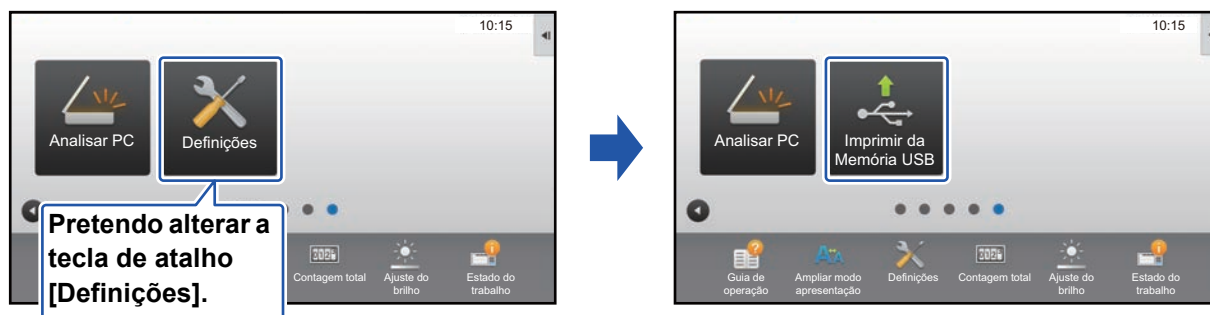 10:15
Analisar PC
Definições
Pretendo alterar a
tecla de atalho
[Definições].
Contagem total
Ajuste do
brilho
Estado do
trabalho
10:15
Analisar PC
Imprimir da
Memória USB
Guia de
operação
Ampliar modo
apresentação
Definições
Contagem total
Ajuste do
brilho
Estado do
trabalho